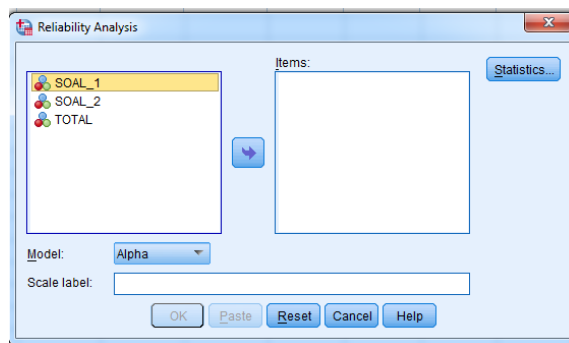 Reliability Analysis
Items:
Statistics...
SOAL_1
SOAL_2
TOTAL
Model: Alpha
Scale label:
OK Paste Reset Cancel Help